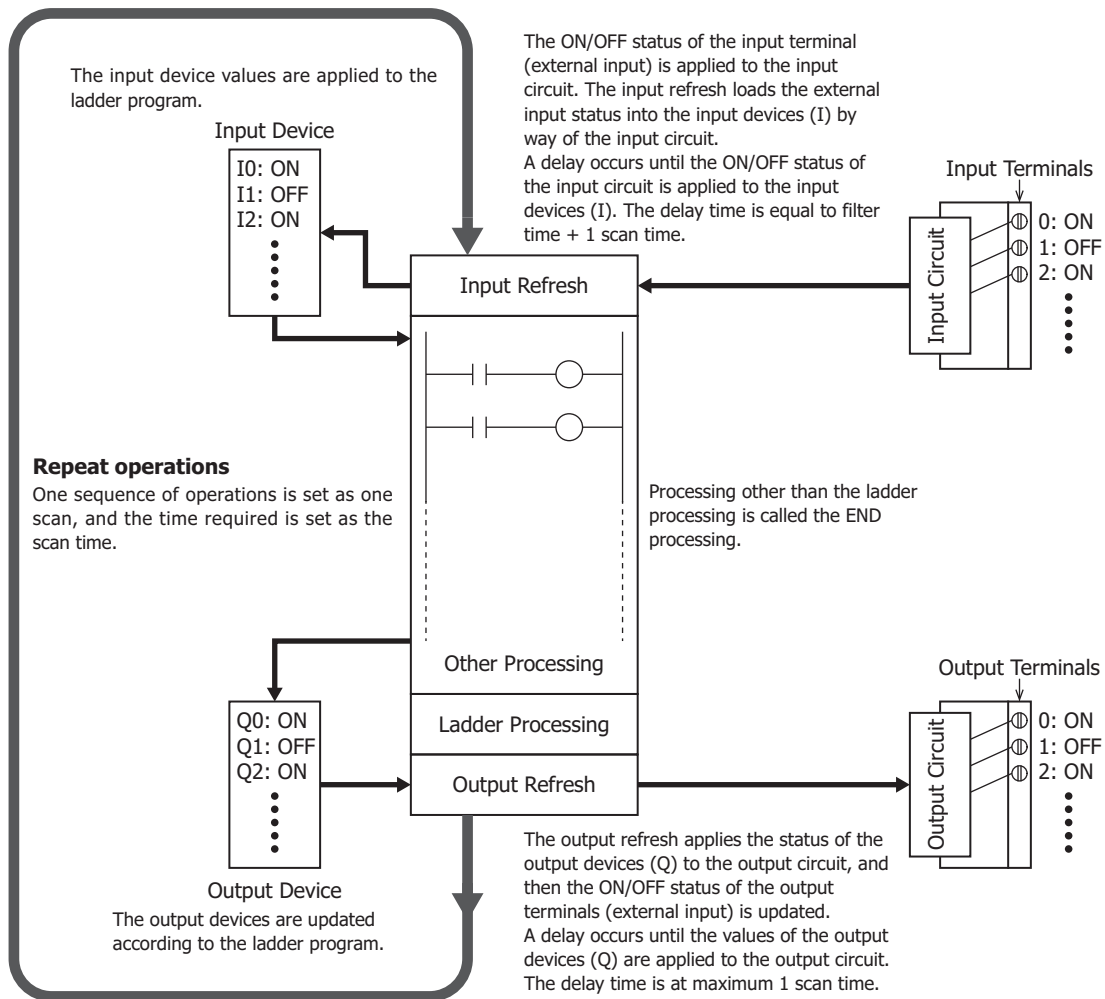 The input device values are applied to the
ladder program.
Input Device
I0: ON
I1: OFF
I2: ON
The ON/OFF status of the input terminal
(external input) is applied to the input
circuit. The input refresh loads the external
input status into the input devices (I) by
way of the input circuit.
A delay occurs until the ON/OFF status of
the input circuit is applied to the input
devices (I). The delay time is equal to filter
time + 1 scan time.
Input Terminals
Input Circuit
0: ON
1: OFF
2: ON
Input Refresh
Repeat operations
One sequence of operations is set as one
scan, and the time required is set as the
scan time.
Processing other than the ladder
processing is called the END
processing.
Other Processing
Ladder Processing
Output Refresh
Q0: ON
Q1: OFF
Q2: ON
Output Device
The output devices are updated
according to the ladder program.
Output Terminals
Output Circuit
0: ON
1: OFF
2: ON
The output refresh applies the status of the
output devices (Q) to the output circuit, and
then the ON/OFF status of the output
terminals (external input) is updated.
A delay occurs until the values of the output
devices (Q) are applied to the output circuit.
The delay time is at maximum 1 scan time.